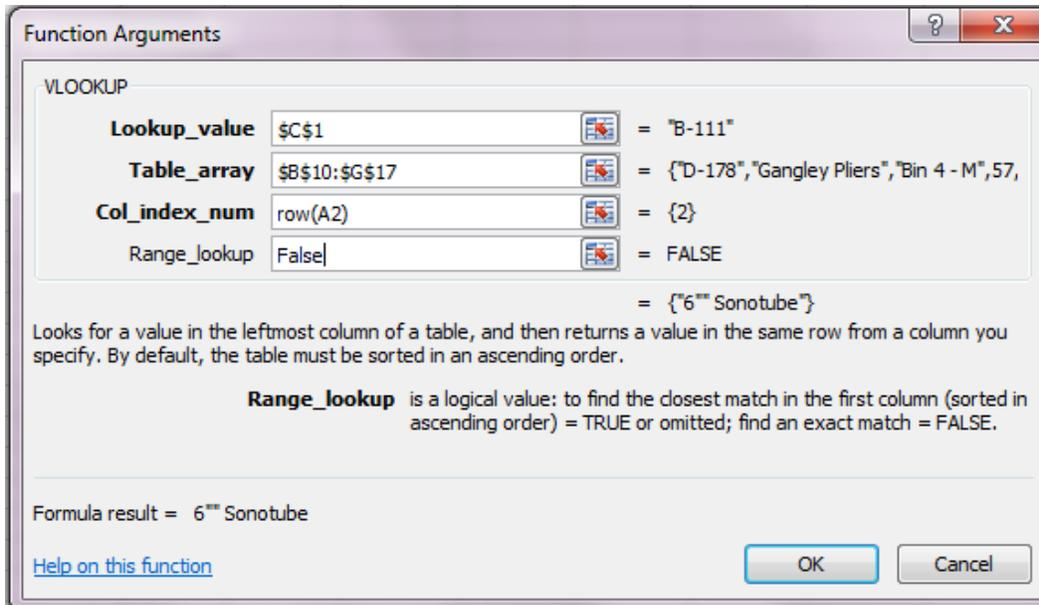 Function Arguments
VLOOKUP
Lookup_value $C$1 = "B-111"
Table_array $B$10:$G$17 = {"D-178","Gangley Pliers","Bin 4 - M",57,
Col_index_num row(A2) = {2}
Range_lookup False = FALSE
= {"6"" Sonotube"}
Looks for a value in the leftmost column of a table, and then returns a value in the same row from a column you
specify. By default, the table must be sorted in an ascending order.
Range_lookup is a logical value: to find the closest match in the first column (sorted in
ascending order) = TRUE or omitted; find an exact match = FALSE.
Formula result = 6"" Sonotube
Help on this function OK Cancel